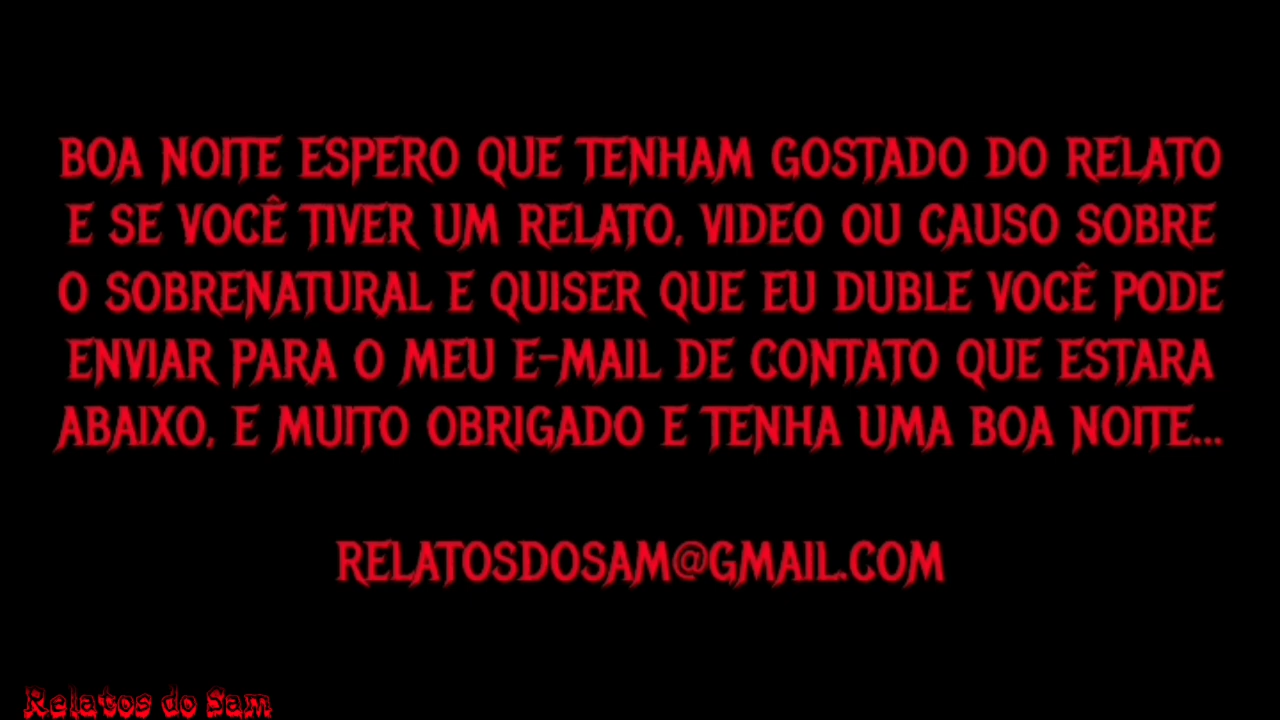 BOA NOITE ESPERO QUE TENHAM GOSTADO DO RELATO
E SE VOCÊ TIVER UM RELATO, VIDEO OU CAUSO SOBRE
O SOBRENATURAL E QUISER QUE EU DUBLE VOCÊ PODE
ENVIAR PARA O MEU E-MAIL DE CONTATO QUE ESTARA
ABAIXO, E MUITO OBRIGADO E TENHA UMA BOA NOITE...
RELATOSDOSAM@GMAIL.COM
Relatos do Sam